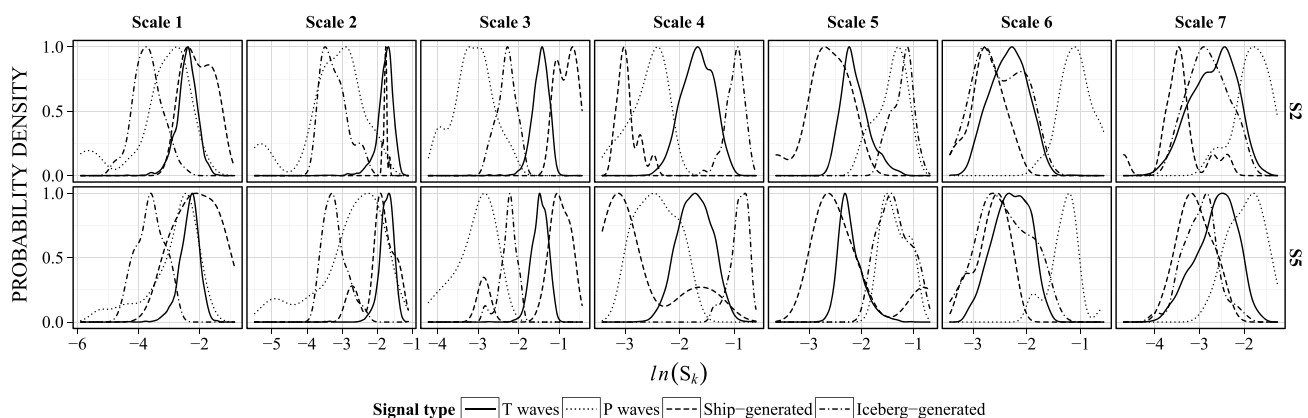 Scale 1 Scale 2 Scale 3 Scale 4 Scale 5 Scale 6 Scale 7
1.0
0.5
0.0
S2
PROBABILITY DENSITY
1.0
0.5
0.0
S5
−6 −4 −2 −5 −4 −3 −2 −1 −4 −3 −2 −1 −3 −2 −1 −3 −2 −1 −3 −2 −1 −4 −3 −2
ln(Sk)
Signal type T waves P waves Ship−generated Iceberg−generated